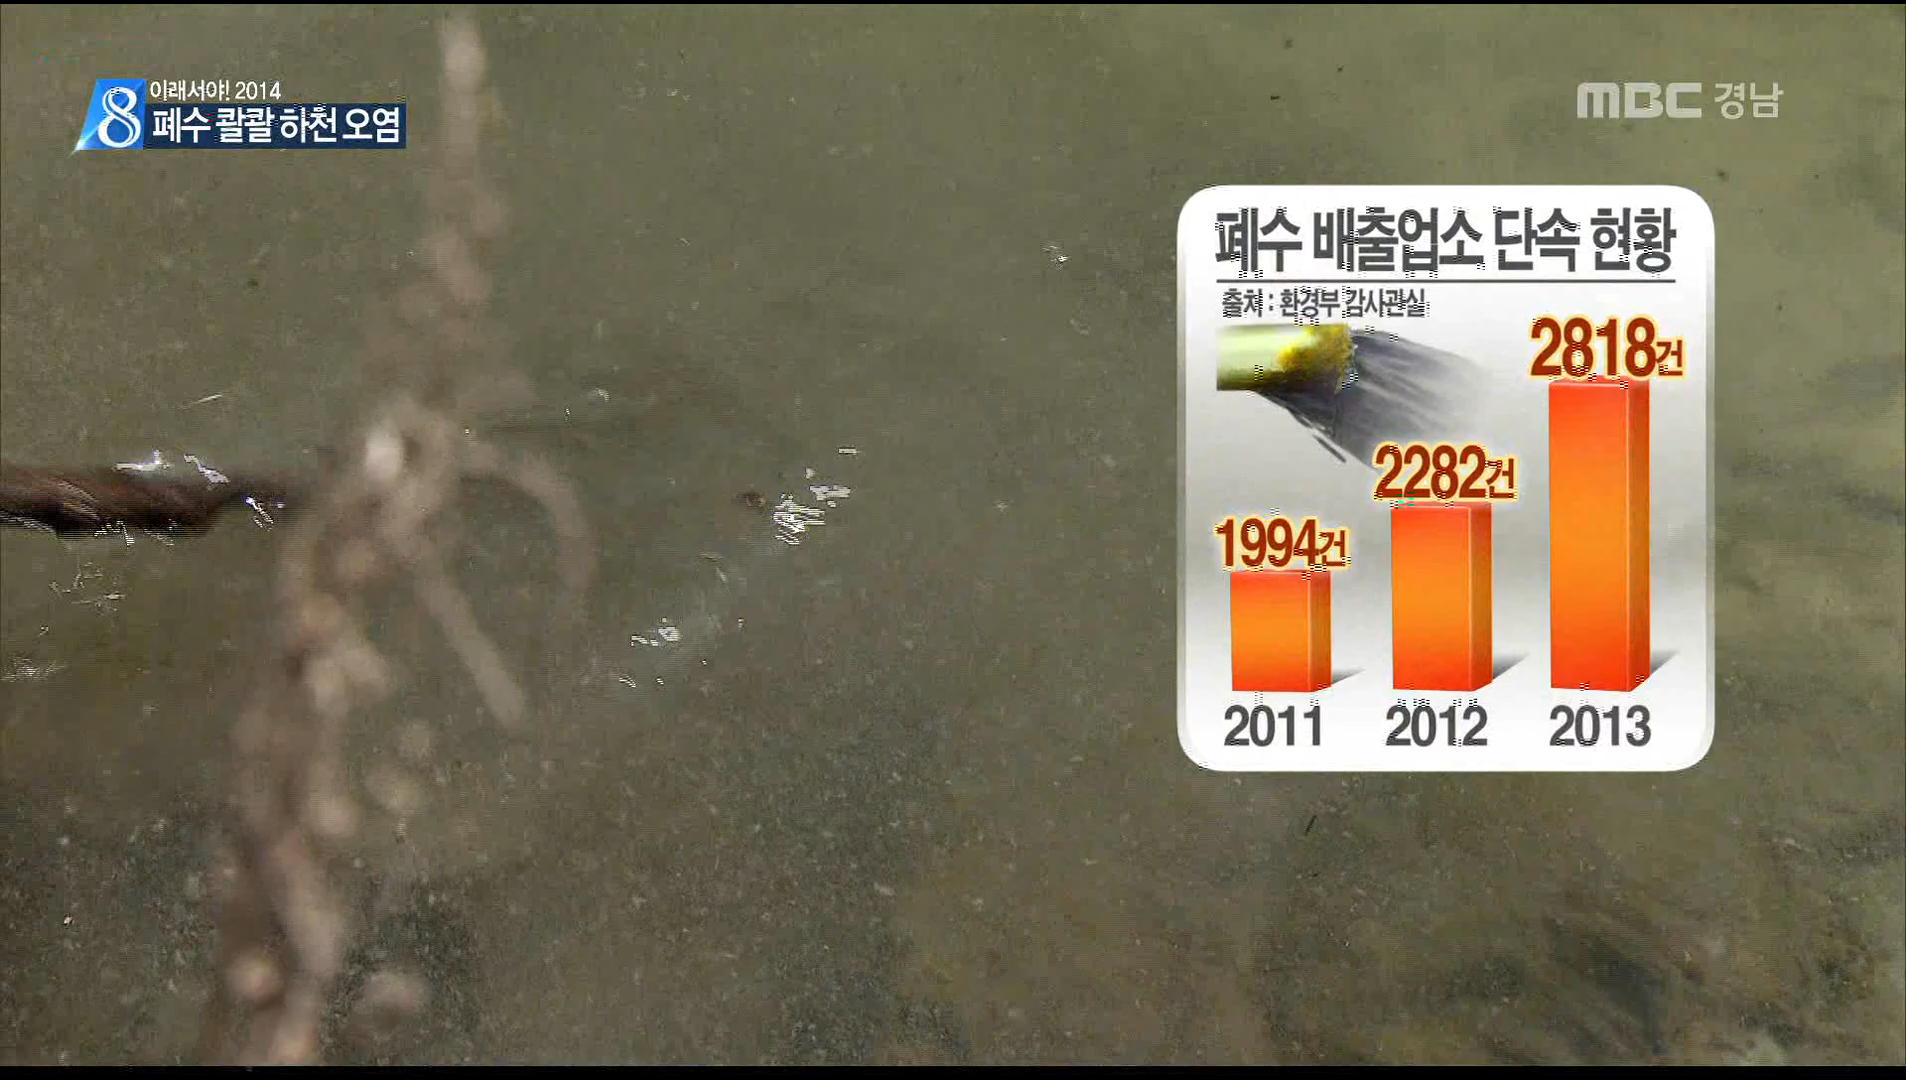 이래서야! 2014
8 폐수 콸콸 하천 오염
MBC 경남
폐수 배출업소 단속 현황
출처 : 환경부 감사관실
2818건
2282건
1994건
2011 2012 2013